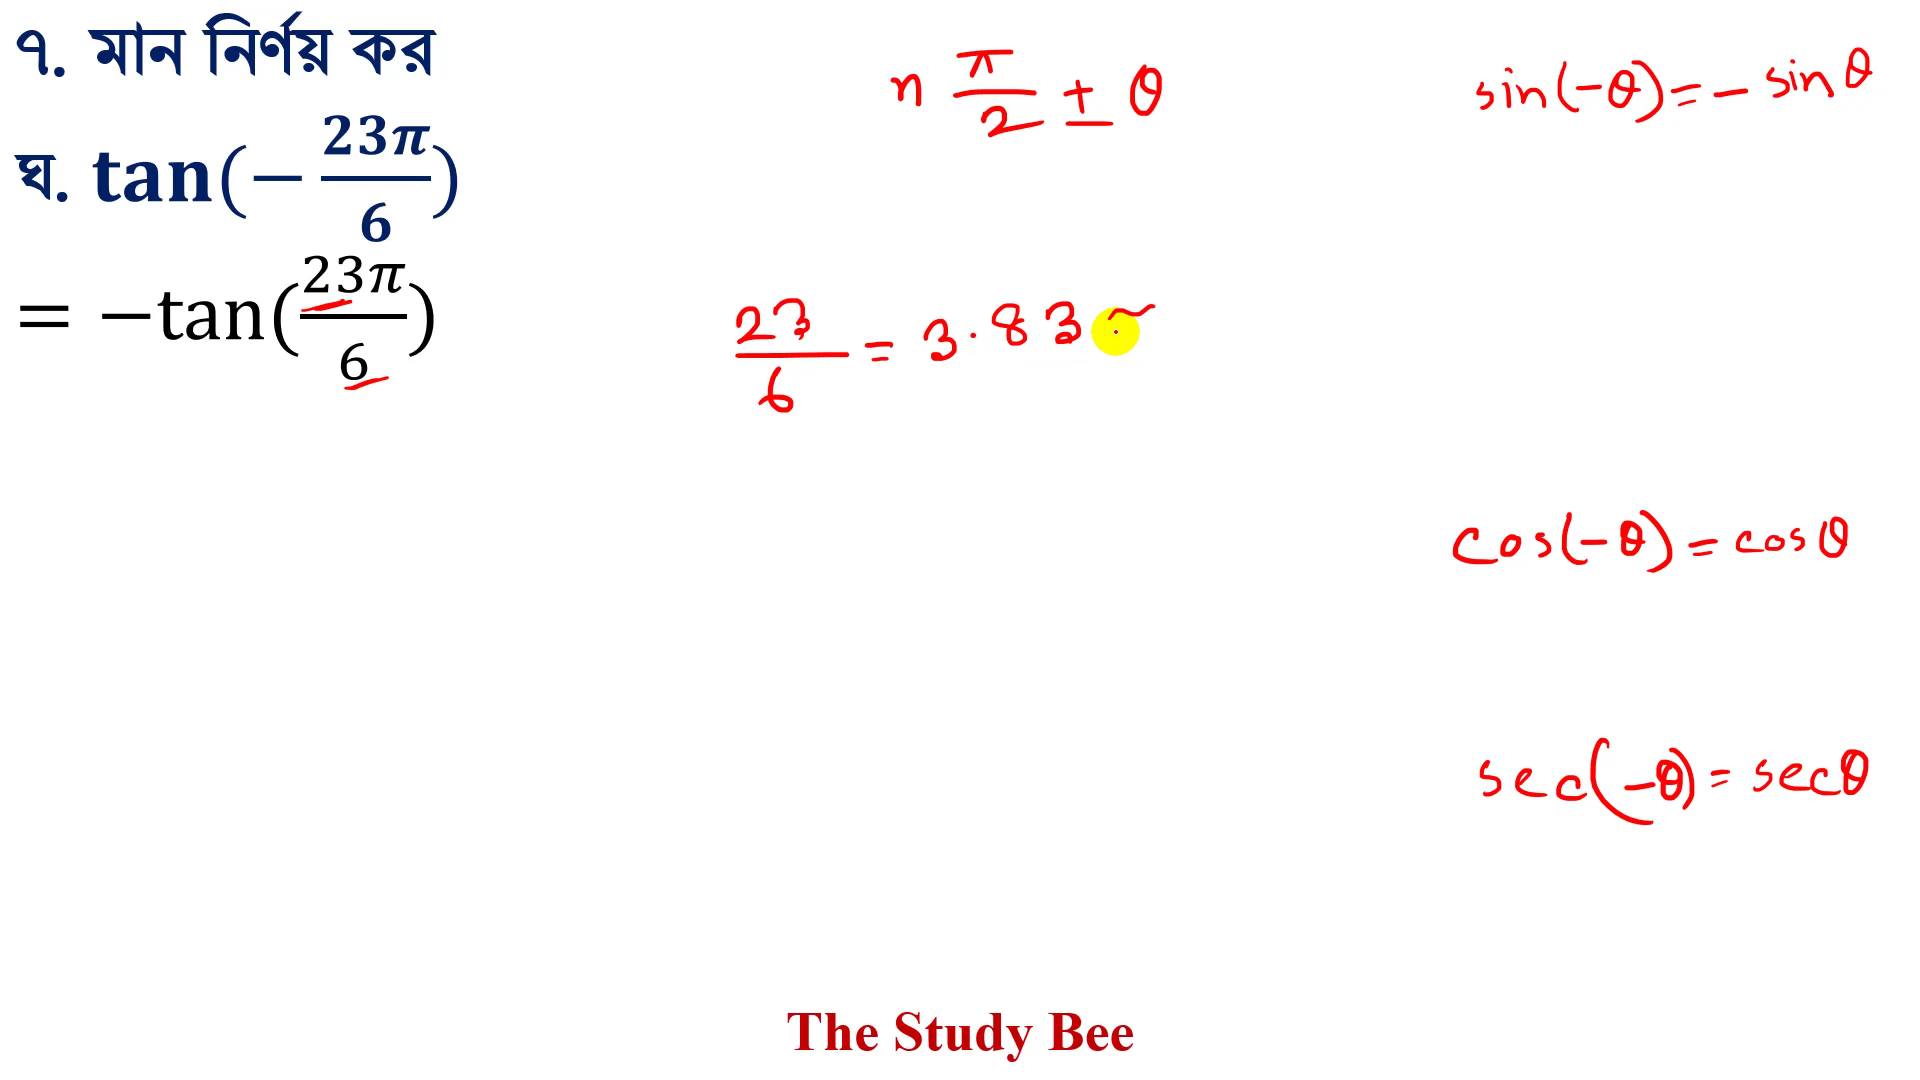 ৭. মান নির্ণয় কর
ঘ. tan(−23π/6)
= −tan(23π/6)
n π/2 ± θ
23/6 = 3.83
sin(−θ) = − sin θ
cos(−θ) = cos θ
sec(−θ) = sec θ
The Study Bee